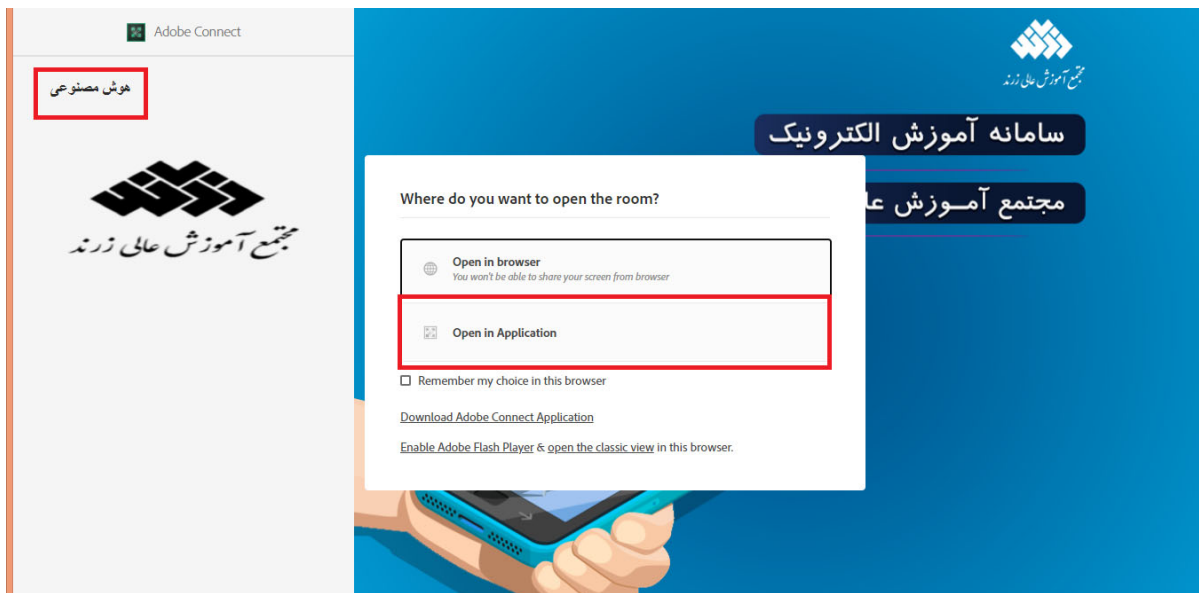 Adobe Connect
هوش مصنوعی
مجتمع آموزش عالی زرند
مجتمع آموزش عالی زرند
سامانه آموزش الکترونیک
مجتمع آمــوزش عا
Where do you want to open the room?
Open in browser
You won't be able to share your screen from browser
Open in Application
Remember my choice in this browser
Download Adobe Connect Application
Enable Adobe Flash Player & open the classic view in this browser.